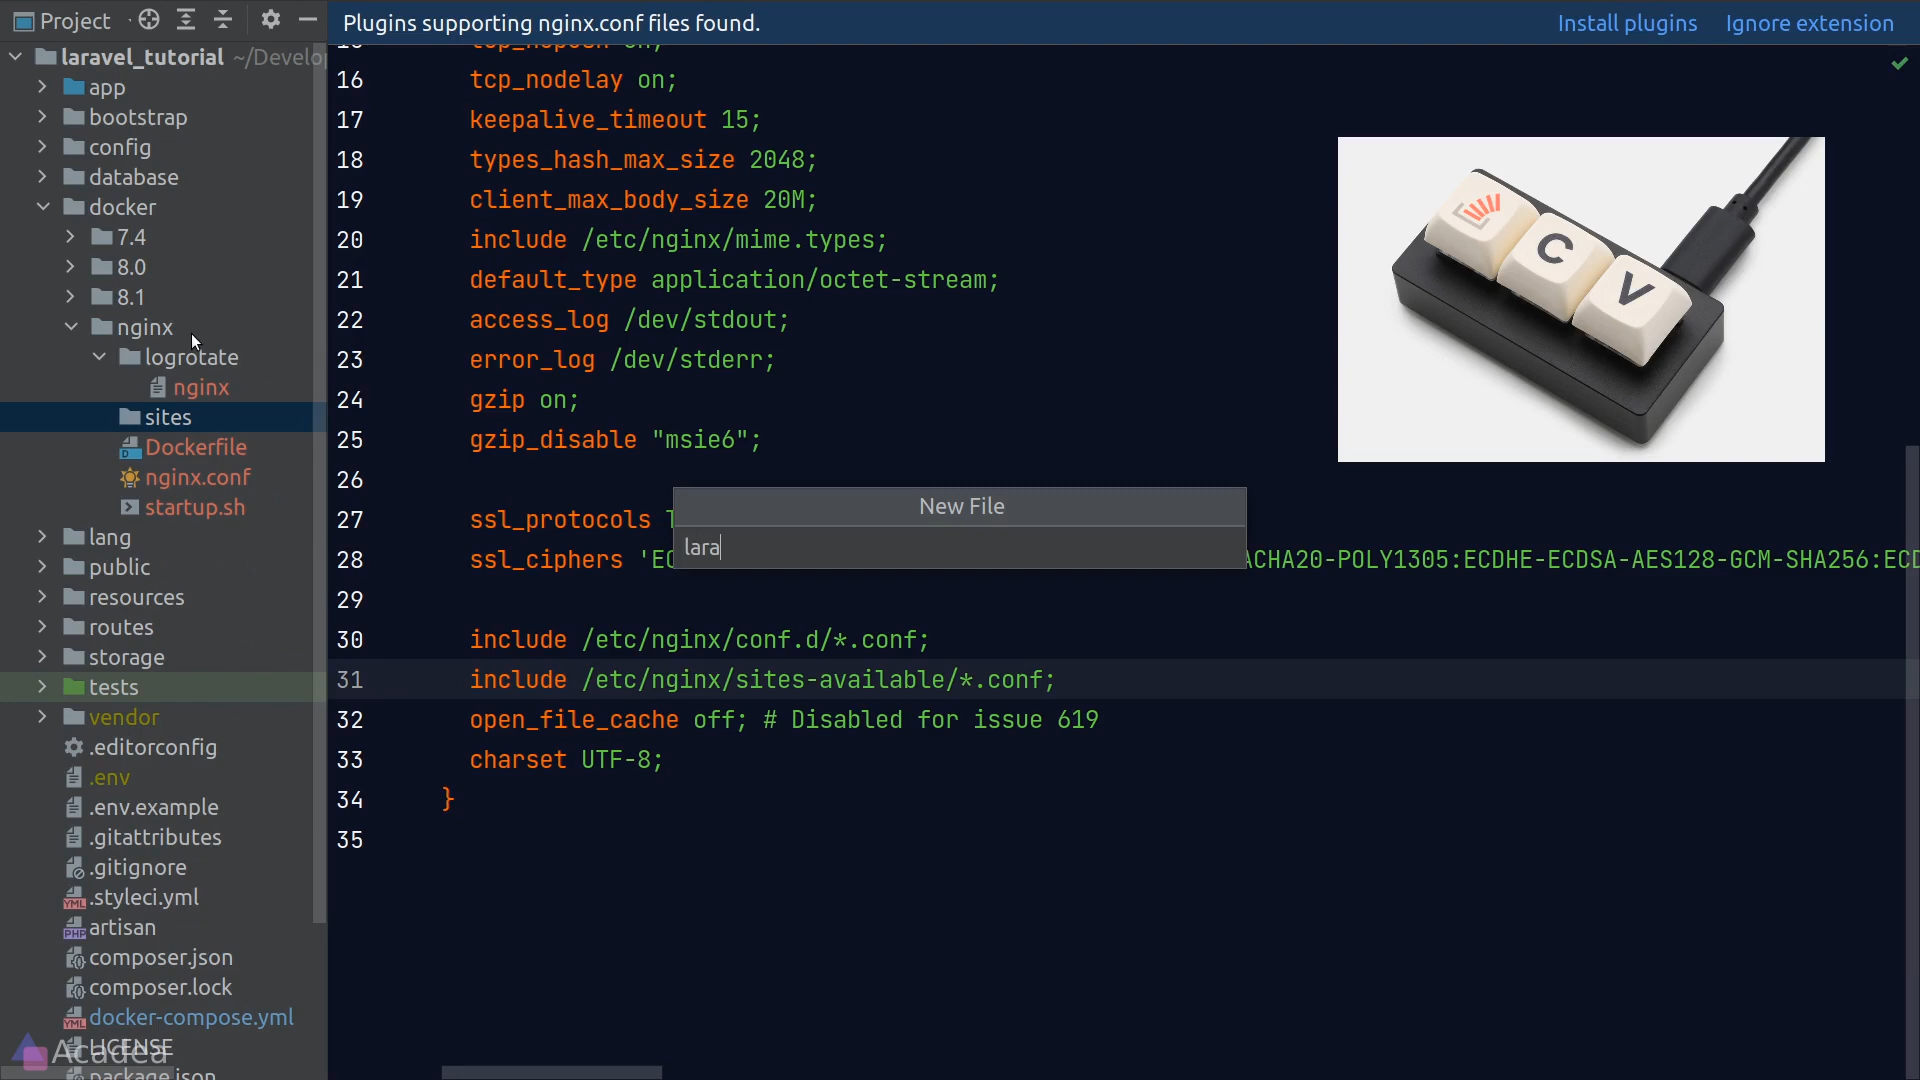 Project
Plugins supporting nginx.conf files found.
Install plugins
Ignore extension
laravel_tutorial ~/Develo
app
bootstrap
config
database
docker
7.4
8.0
8.1
nginx
logrotate
nginx
sites
Dockerfile
nginx.conf
startup.sh
lang
public
resources
routes
storage
tests
vendor
.editorconfig
.env
.env.example
.gitattributes
.gitignore
.styleci.yml
artisan
composer.json
composer.lock
docker-compose.yml
LICENSE
package.json
Acadea
16 tcp_nodelay on;
17 keepalive_timeout 15;
18 types_hash_max_size 2048;
19 client_max_body_size 20M;
20 include /etc/nginx/mime.types;
21 default_type application/octet-stream;
22 access_log /dev/stdout;
23 error_log /dev/stderr;
24 gzip on;
25 gzip_disable "msie6";
26
27 ssl_protocols
28 ssl_ciphers 'EC
ACHA20-POLY1305:ECDHE-ECDSA-AES128-GCM-SHA256:ECD
29
30 include /etc/nginx/conf.d/*.conf;
31 include /etc/nginx/sites-available/*.conf;
32 open_file_cache off; # Disabled for issue 619
33 charset UTF-8;
34 }
35
New File
lara
C
V